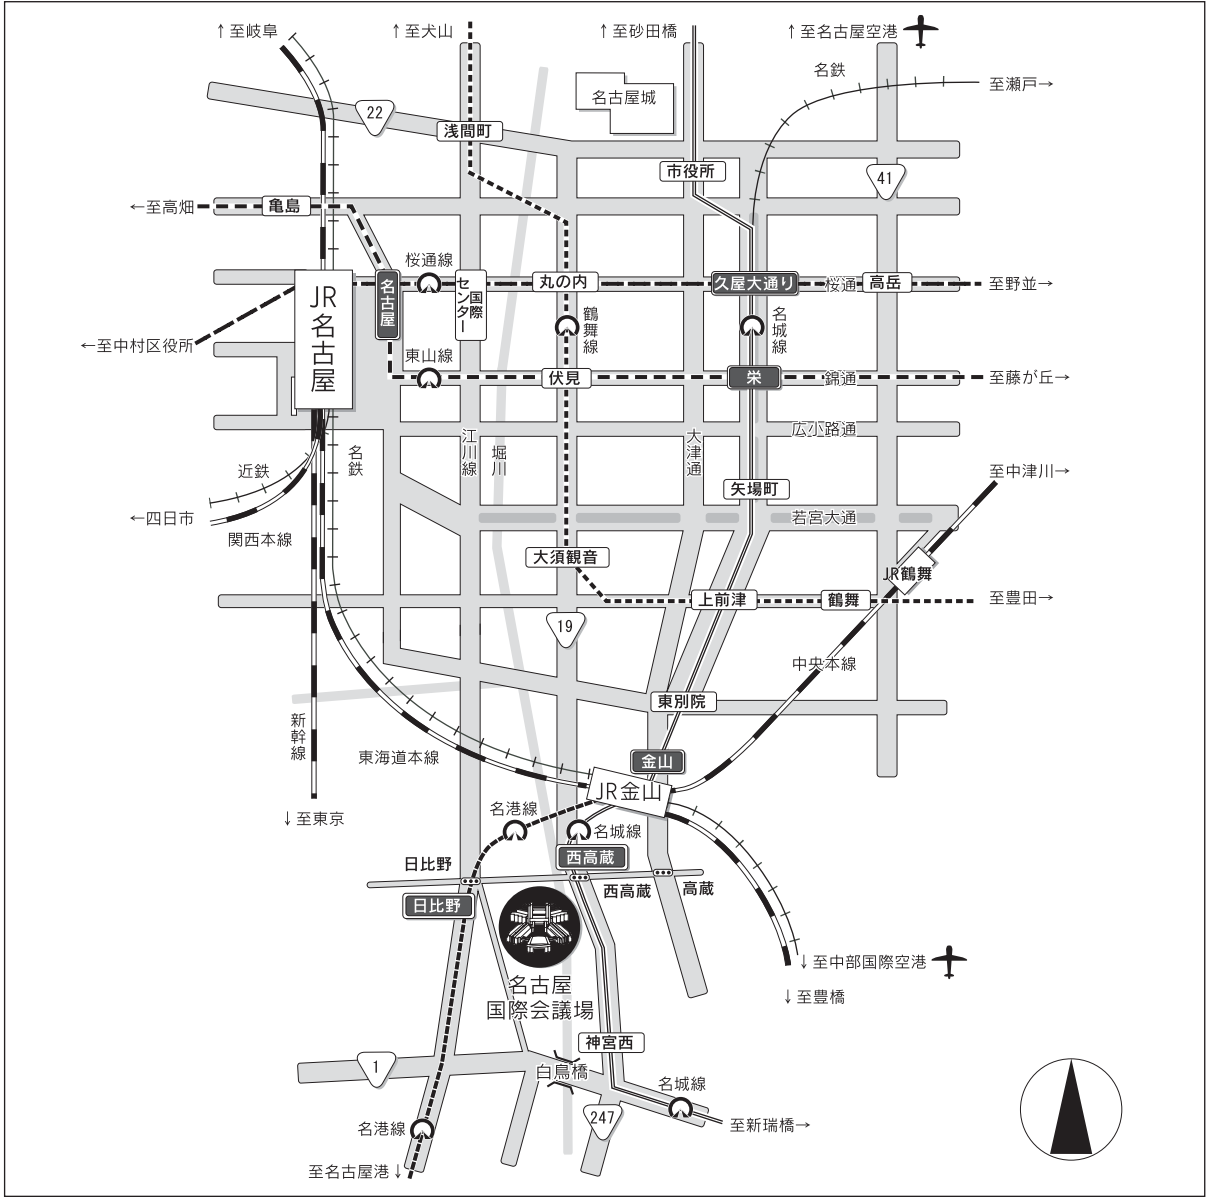 ↑至岐阜
↑至犬山
↑至砂田橋
↑至名古屋空港
名鉄
至瀬戸→
名古屋城
22
浅間町
市役所
41
←至高畑
亀島
桜通線
JR
名古屋
名古屋
国際
センター
丸の内
久屋大通り
桜通
高岳
至野並→
鶴舞線
名城線
←至中村区役所
東山線
伏見
栄
錦通
至藤が丘→
江川線
堀川
大津通
広小路通
名鉄
近鉄
至中津川→
矢場町
←四日市
関西本線
若宮大通
大須観音
JR鶴舞
上前津
鶴舞
至豊田→
19
中央本線
東別院
新幹線
東海道本線
金山
JR金山
↓至東京
名港線
名城線
日比野
西高蔵
西高蔵
高蔵
日比野
↓至中部国際空港
名古屋
国際会議場
↓至豊橋
神宮西
1
白鳥橋
名城線
247
至新瑞橋→
名港線
至名古屋港↓